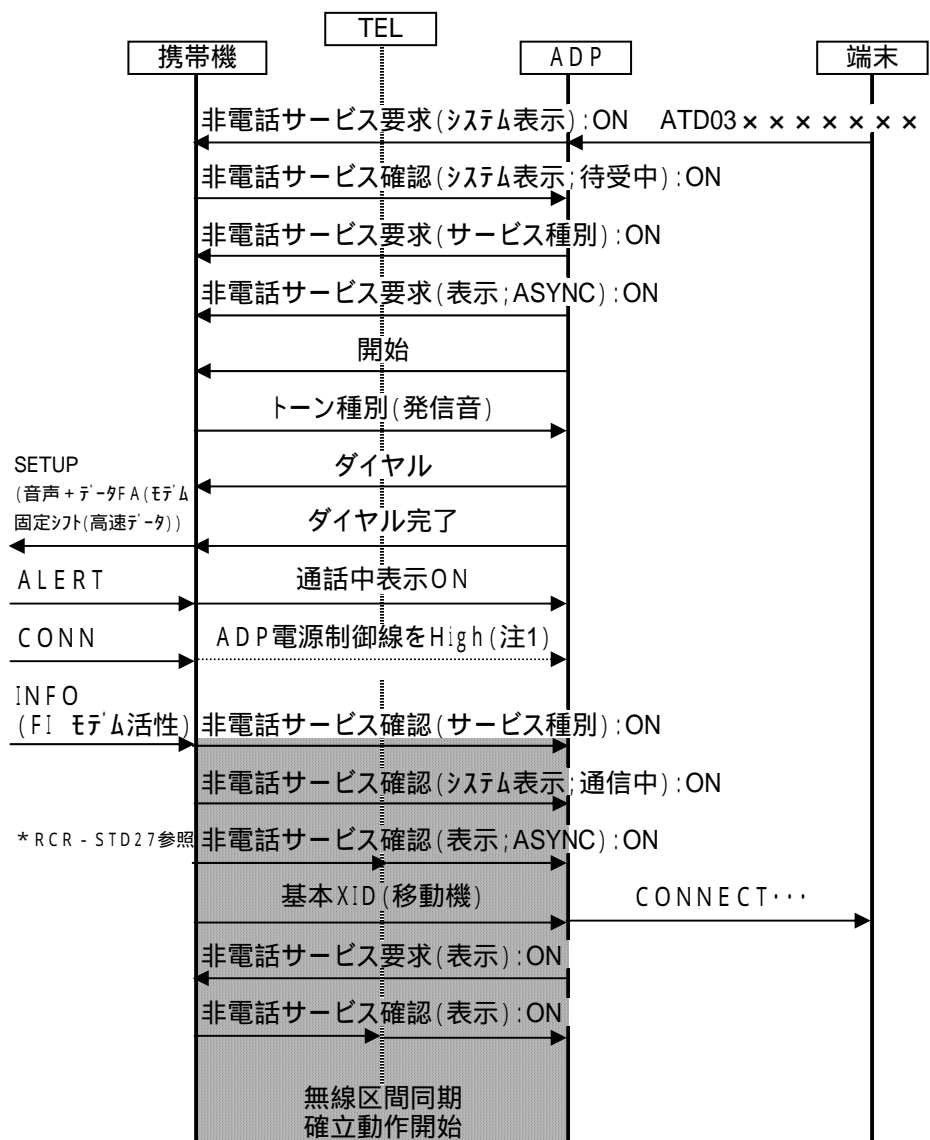 TEL
携帯機
ADP
端末
非電話サービス要求(ｼｽﾃﾑ表示):ON
ATD03×××××××
非電話サービス確認(ｼｽﾃﾑ表示;待受中):ON
非電話サービス要求(サービス種別):ON
非電話サービス要求(表示;ASYNC):ON
開始
トーン種別(発信音)
SETUP
(音声+ﾃﾞｰﾀFA(ﾓﾃﾞﾑ
固定ｼﾌﾄ(高速ﾃﾞｰﾀ))
ダイヤル
ダイヤル完了
ALERT
通話中表示ON
CONN
ADP電源制御線をHigh(注1)
INFO
(FI ﾓﾃﾞﾑ活性)
非電話サービス確認(サービス種別):ON
非電話サービス確認(ｼｽﾃﾑ表示;通信中):ON
*RCR-STD27参照
非電話サービス確認(表示;ASYNC):ON
基本XID(移動機)
CONNECT･･･
非電話サービス要求(表示):ON
非電話サービス確認(表示):ON
無線区間同期
確立動作開始